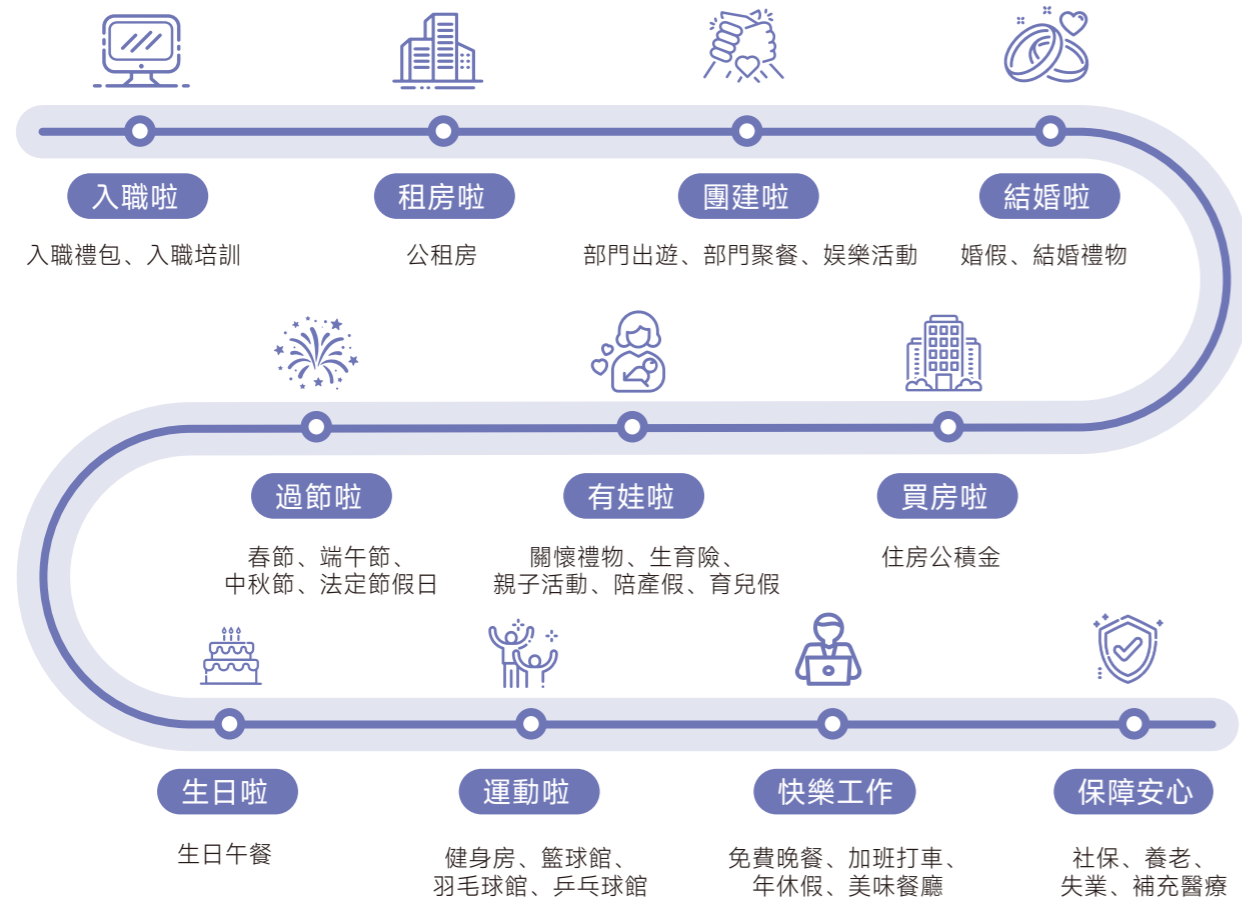 入職啦
入職禮包、入職培訓
租房啦
公租房
團建啦
部門出遊、部門聚餐、娱樂活動
結婚啦
婚假、結婚禮物
買房啦
住房公積金
有娃啦
關懷禮物、生育險、
親子活動、陪產假、育兒假
過節啦
春節、端午節、
中秋節、法定節假日
生日啦
生日午餐
運動啦
健身房、籃球館、
羽毛球館、乒乓球館
快樂工作
免費晚餐、加班打車、
年休假、美味餐廳
保障安心
社保、養老、
失業、補充醫療